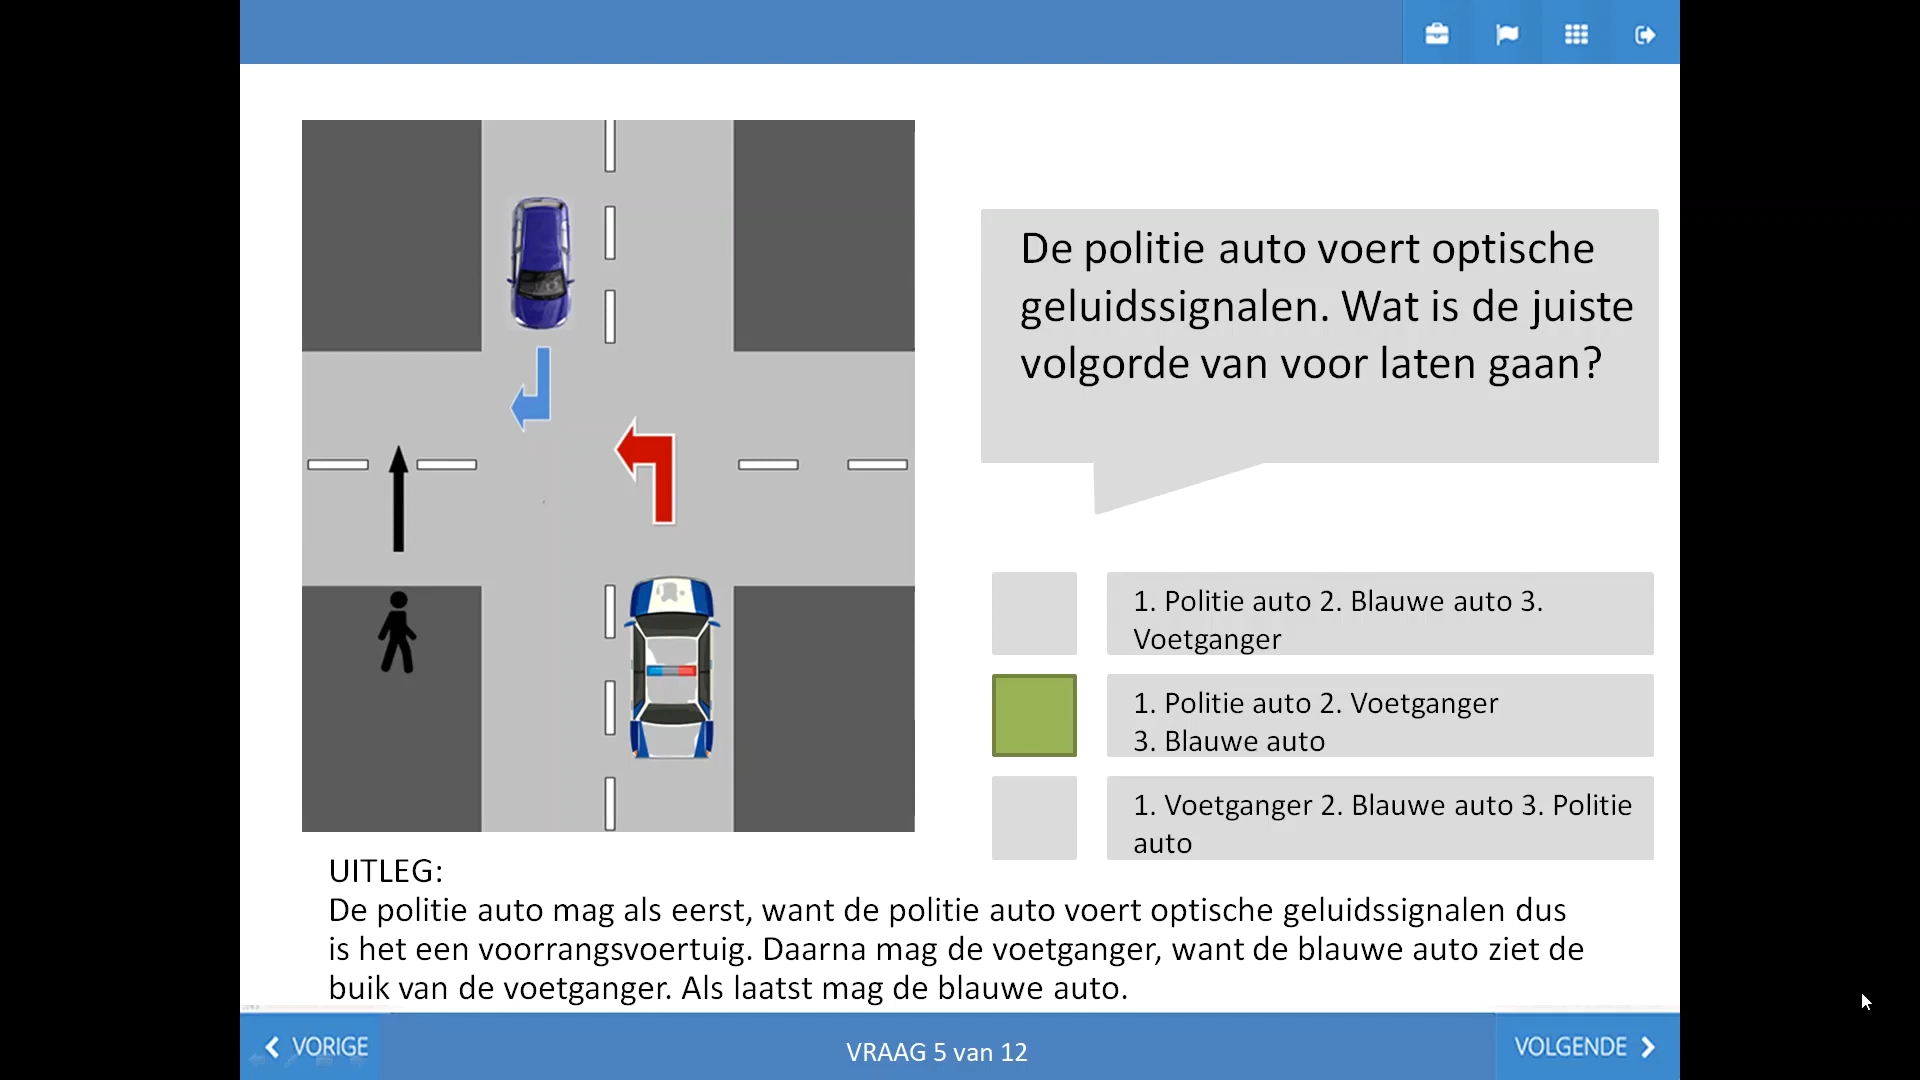 De politie auto voert optische
geluidssignalen. Wat is de juiste
volgorde van voor laten gaan?
1. Politie auto 2. Blauwe auto 3.
Voetganger
1. Politie auto 2. Voetganger
3. Blauwe auto
1. Voetganger 2. Blauwe auto 3. Politie
auto
UITLEG:
De politie auto mag als eerst, want de politie auto voert optische geluidssignalen dus
is het een voorrangsvoertuig. Daarna mag de voetganger, want de blauwe auto ziet de
buik van de voetganger. Als laatst mag de blauwe auto.
VORIGE
VRAAG 5 van 12
VOLGENDE